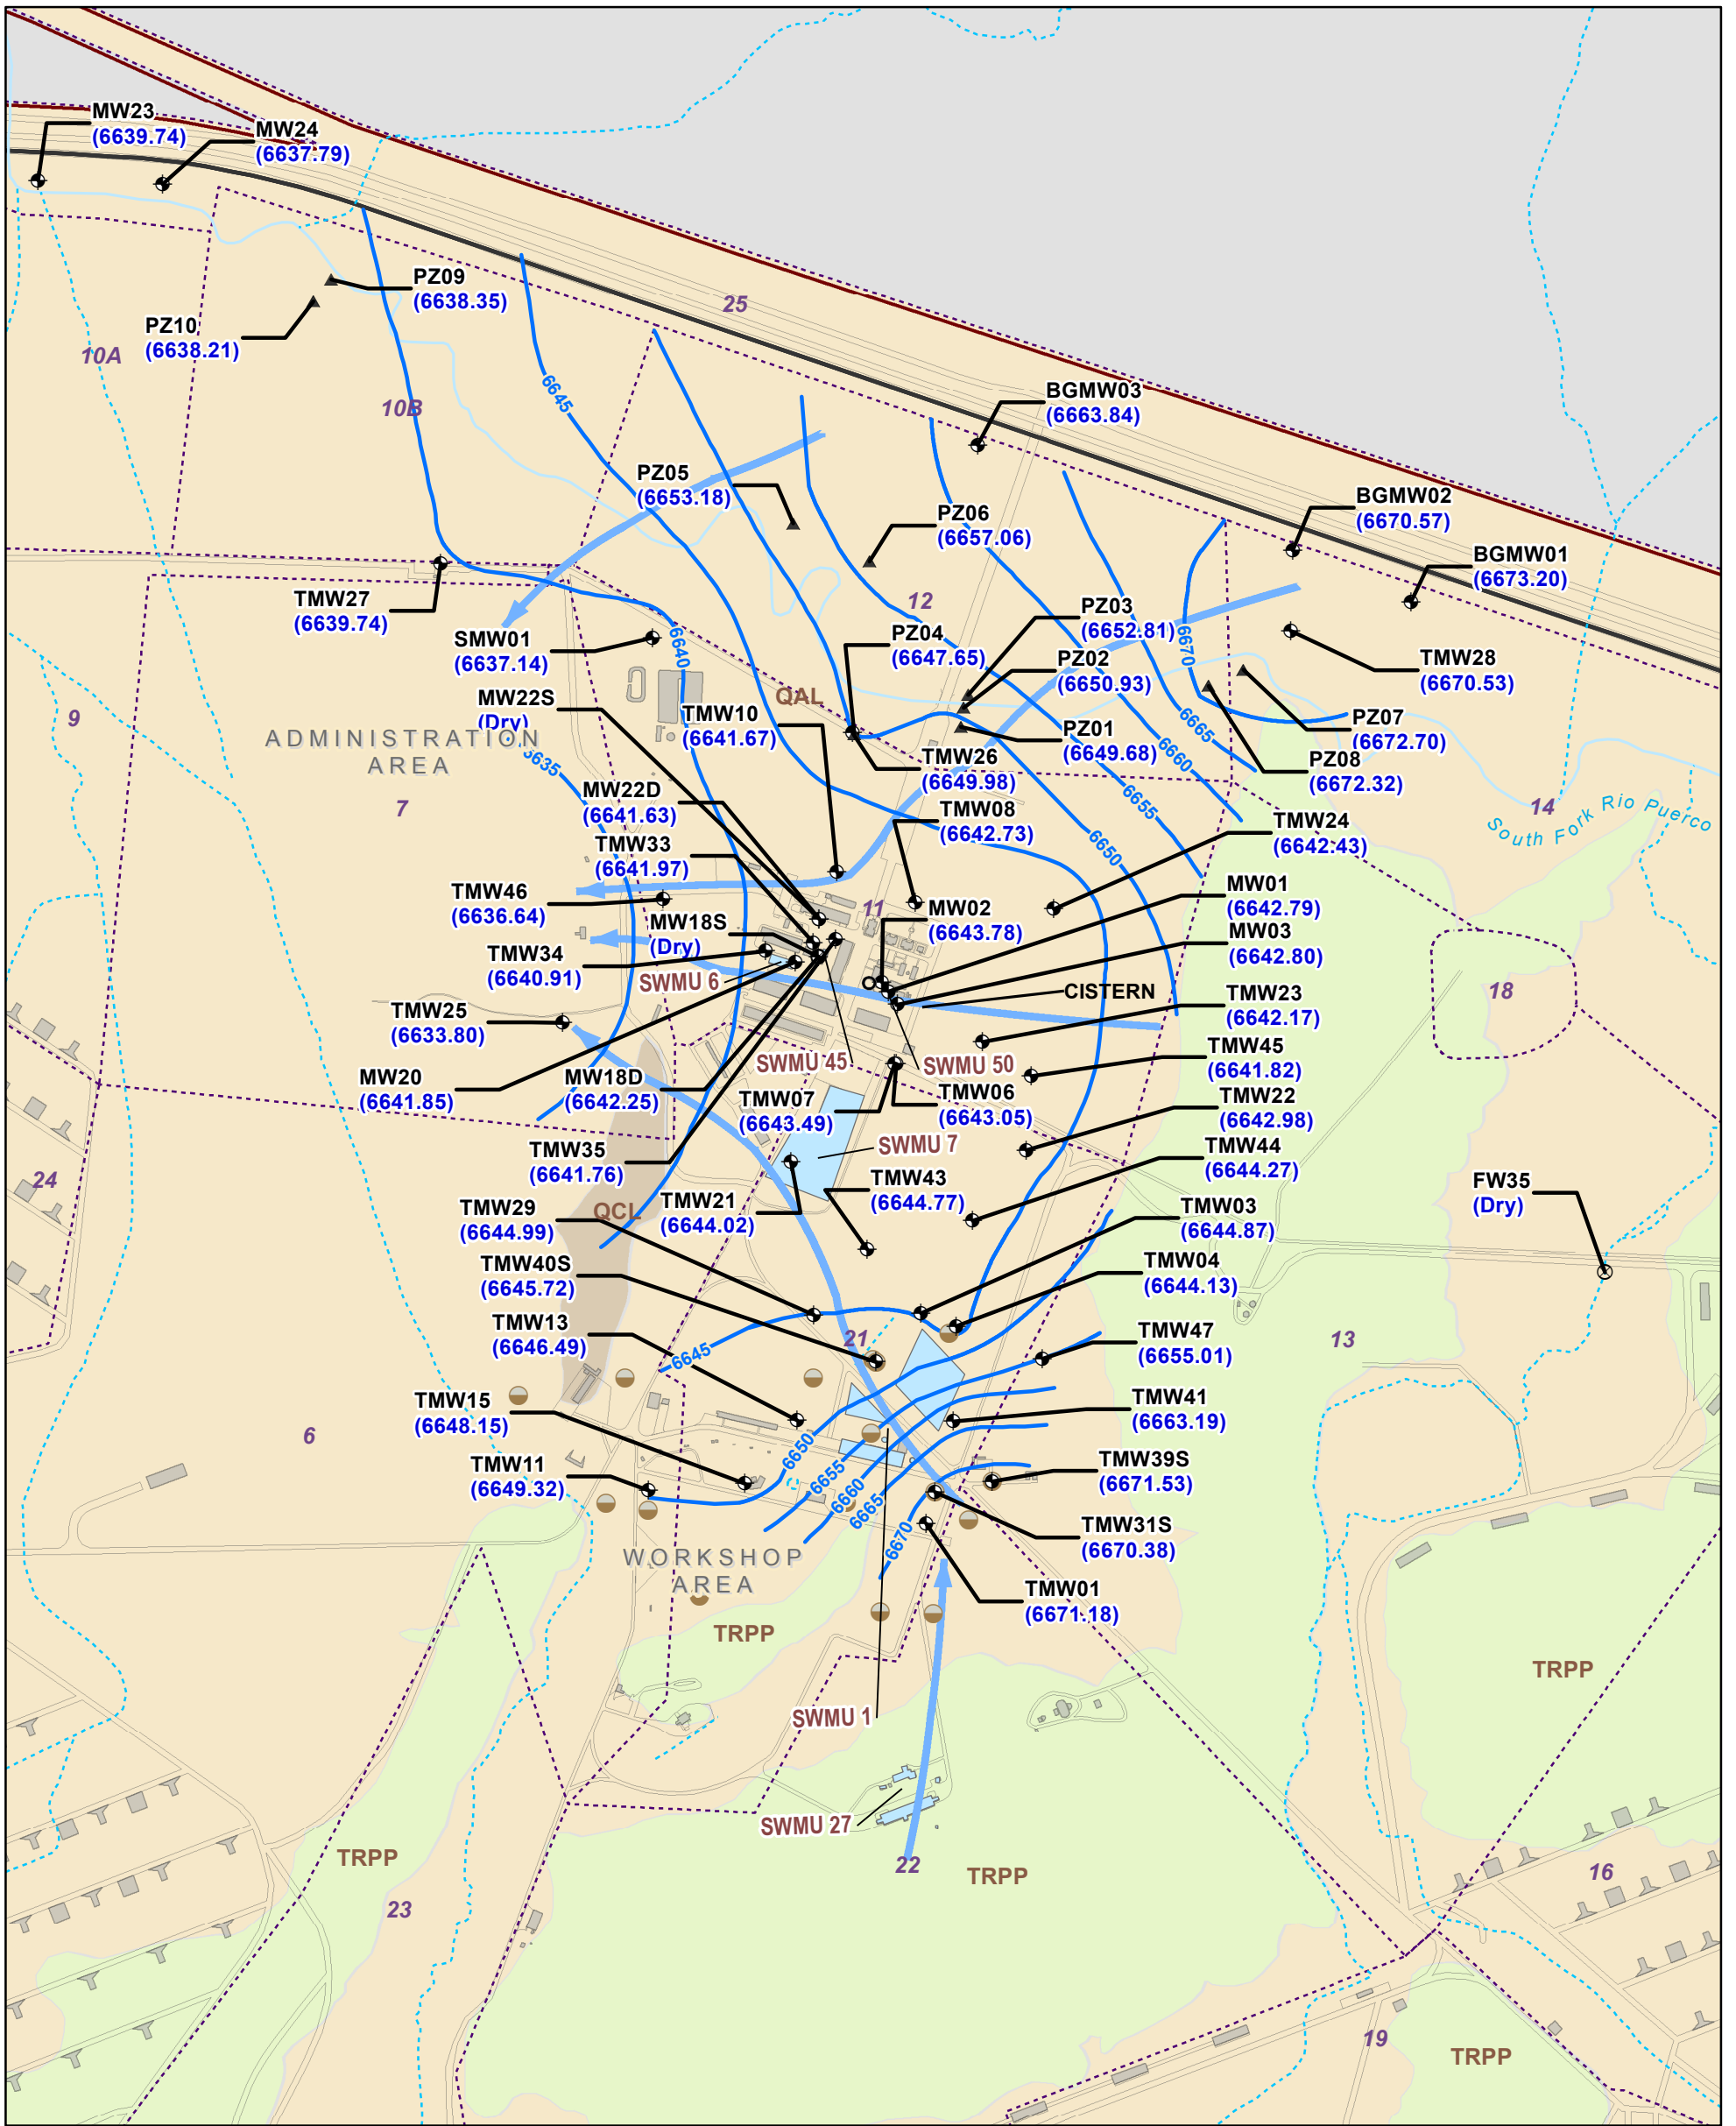 MW23
(6639.74)
MW24
(6637.79)
PZ09
(6638.35)
25
PZ10
(6638.21)
10A
10B
6645
BGMW03
(6663.84)
PZ05
(6653.18)
BGMW02
(6670.57)
PZ06
(6657.06)
BGMW01
(6673.20)
TMW27
(6639.74)
12
PZ03
(6652.81)
SMW01
(6637.14)
6640
PZ04
(6647.65)
6670
PZ02
(6650.93)
TMW28
(6670.53)
MW22S
(Dry)
QAL
TMW10
(6641.67)
9
PZ01
(6649.68)
6665
PZ07
(6672.70)
ADMINISTRATION
AREA
6635
TMW26
(6649.98)
6660
PZ08
(6672.32)
MW22D
(6641.63)
7
6655
TMW08
(6642.73)
14
South Fork Rio Puerco
TMW33
(6641.97)
6650
TMW24
(6642.43)
TMW46
(6636.64)
MW18S
(Dry)
11
MW02
(6643.78)
MW01
(6642.79)
TMW34
(6640.91)
SWMU 6
MW03
(6642.80)
CISTERN
18
TMW25
(6633.80)
TMW23
(6642.17)
MW20
(6641.85)
MW18D
(6642.25)
SWMU 45
SWMU 50
TMW45
(6641.82)
TMW07
(6643.49)
TMW06
(6643.05)
TMW22
(6642.98)
TMW35
(6641.76)
SWMU 7
TMW44
(6644.27)
24
TMW29
(6644.99)
QCL
TMW21
(6644.02)
TMW43
(6644.77)
TMW03
(6644.87)
FW35
(Dry)
TMW40S
(6645.72)
TMW04
(6644.13)
TMW13
(6646.49)
6645
21
TMW47
(6655.01)
13
TMW15
(6648.15)
TMW41
(6663.19)
6
6650
TMW11
(6649.32)
6655
6660
6665
TMW39S
(6671.53)
6670
TMW31S
(6670.38)
WORKSHOP
AREA
TMW01
(6671.18)
TRPP
TRPP
SWMU 1
SWMU 27
TRPP
22
TRPP
16
23
19
TRPP